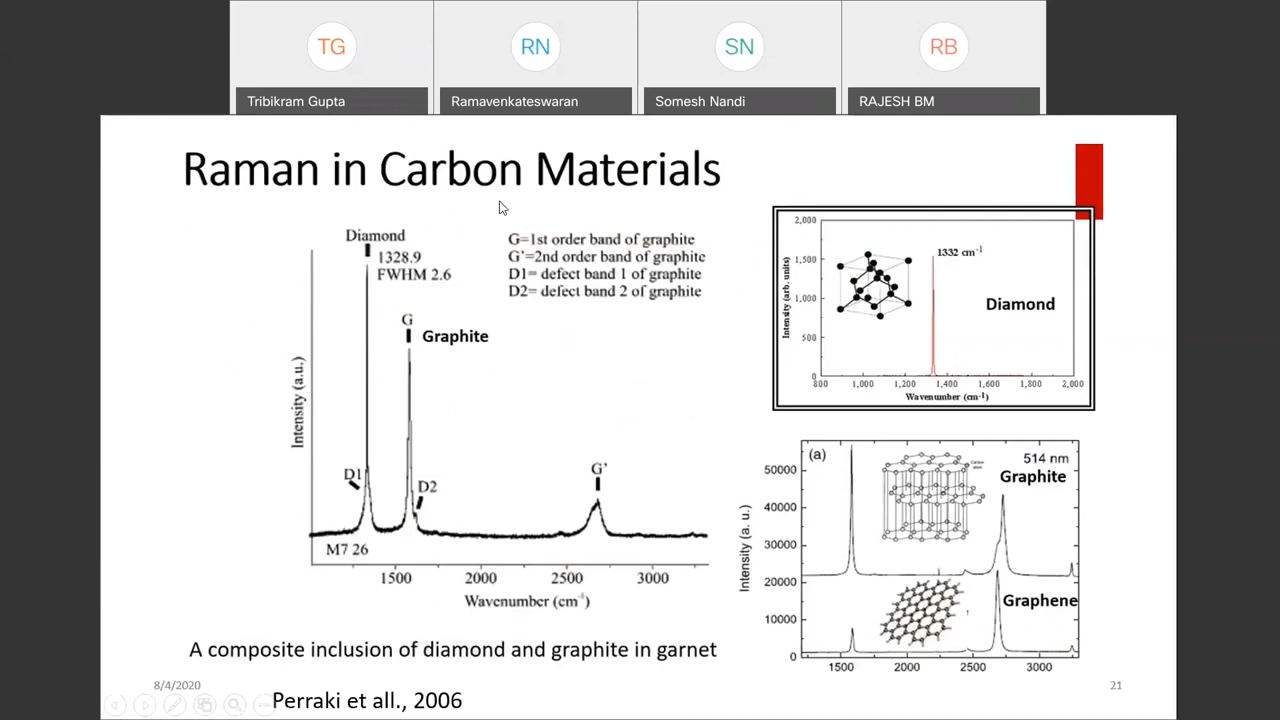 TG
RN
SN
RB
Tribikram Gupta
Ramavenkateswaran
Somesh Nandi
RAJESH BM
Raman in Carbon Materials
Diamond
1328.9
FWHM 2.6
G=1st order band of graphite
G'=2nd order band of graphite
D1= defect band 1 of graphite
D2= defect band 2 of graphite
G
Graphite
Intensity (a.u.)
D1
D2
G'
M7 26
1500
2000
2500
3000
Wavenumber (cm⁻¹)
2,000
1,500
1,000
500
0
Intensity (arb. units)
1332 cm⁻¹
Diamond
800
1,000
1,200
1,400
1,600
1,800
2,000
Wavenumber (cm⁻¹)
(a)
514 nm
Carbon
atom
Graphite
50000
40000
30000
20000
10000
0
Intensity (a. u.)
Graphene
1500
2000
2500
3000
A composite inclusion of diamond and graphite in garnet
8/4/2020
21
Perraki et all., 2006